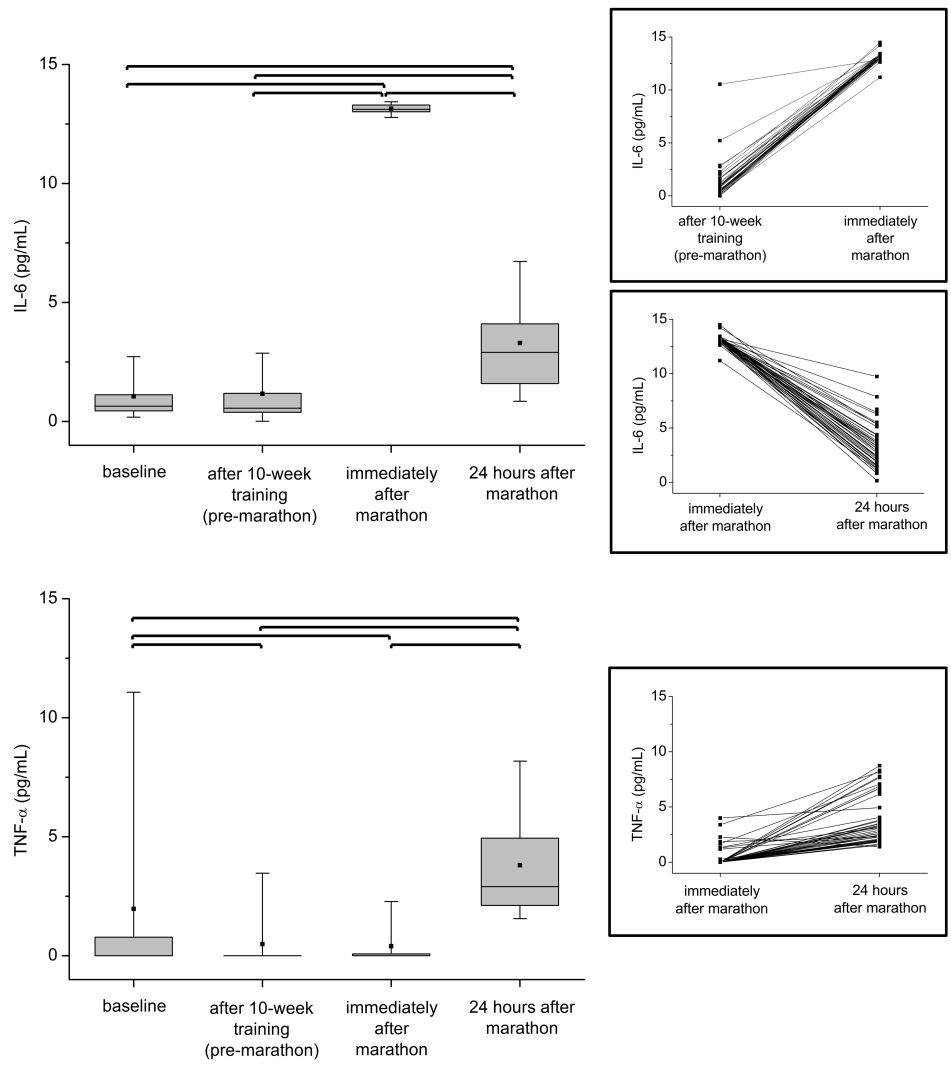 15
10
5
0
IL-6 (pg/mL)
baseline
after 10-week
training
(pre-marathon)
immediately
after
marathon
24 hours after
marathon
15
10
5
0
IL-6 (pg/mL)
after 10-week
training
(pre-marathon)
immediately
after
marathon
15
10
5
0
IL-6 (pg/mL)
immediately
after marathon
24 hours
after marathon
15
10
5
0
TNF-α (pg/mL)
baseline
after 10-week
training
(pre-marathon)
immediately
after
marathon
24 hours after
marathon
15
10
5
0
TNF-α (pg/mL)
immediately
after marathon
24 hours
after marathon